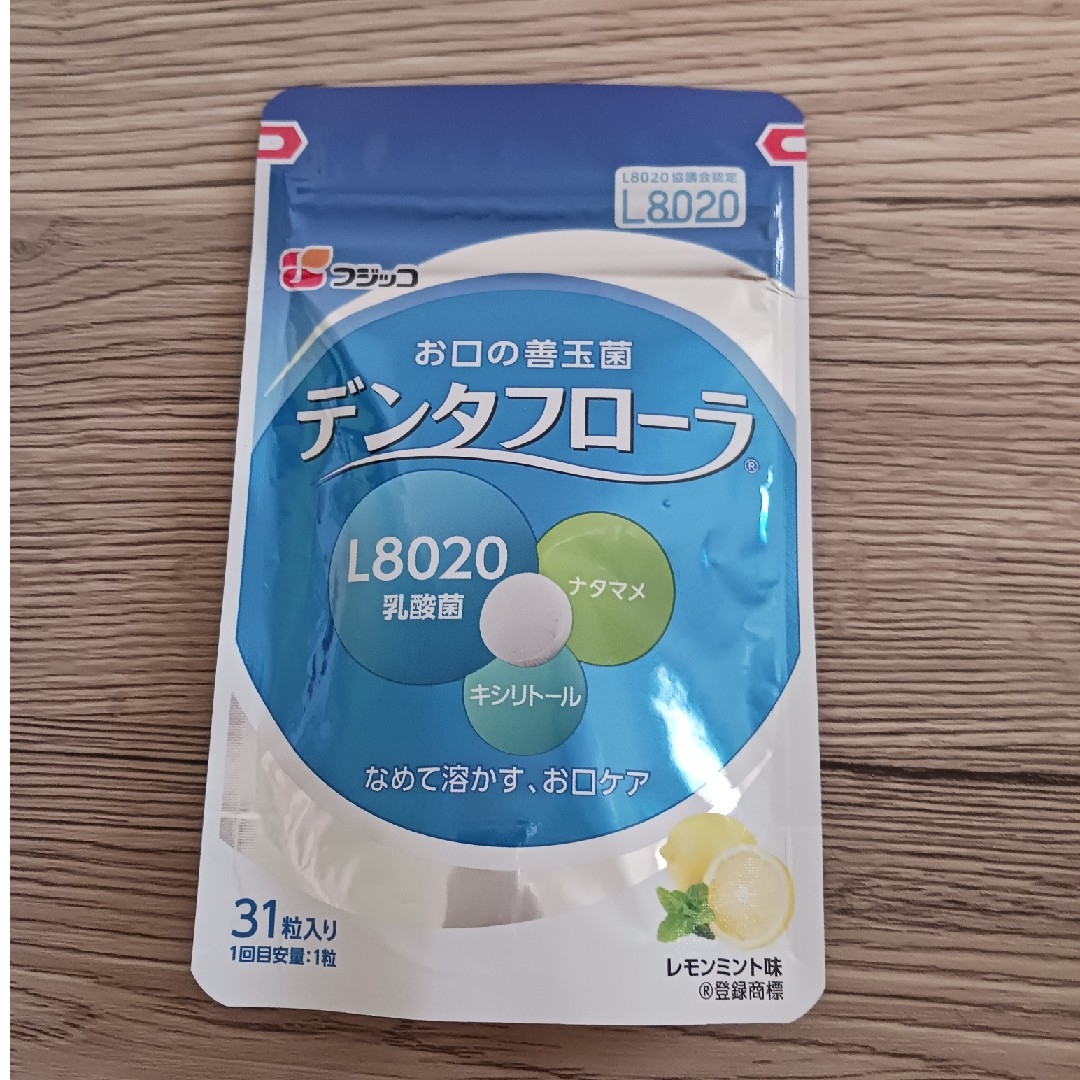 L8020協議会認定
L8020
フジッコ
お口の善玉菌
デンタフローラ
®
L8020
乳酸菌
ナタマメ
キシリトール
なめて溶かす、お口ケア
31粒入り
1回目安量:1粒
レモンミント味
®登録商標